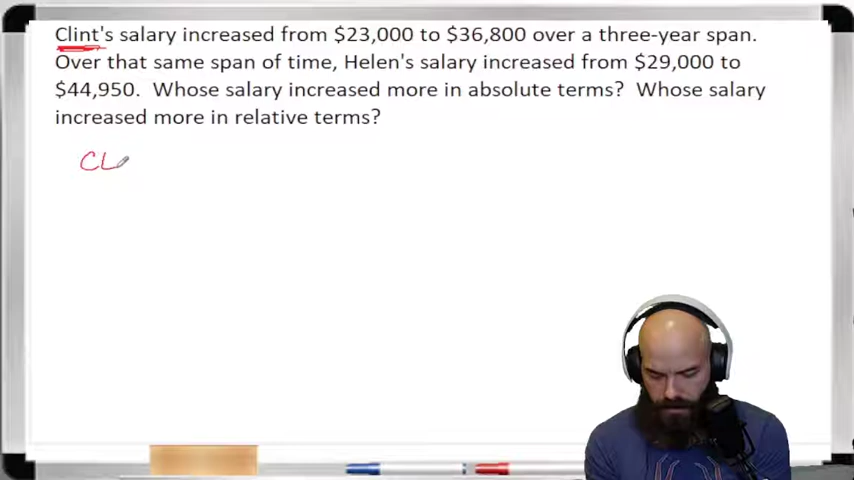 Clint's salary increased from $23,000 to $36,800 over a three-year span.
Over that same span of time, Helen's salary increased from $29,000 to
$44,950. Whose salary increased more in absolute terms? Whose salary
increased more in relative terms?
CL